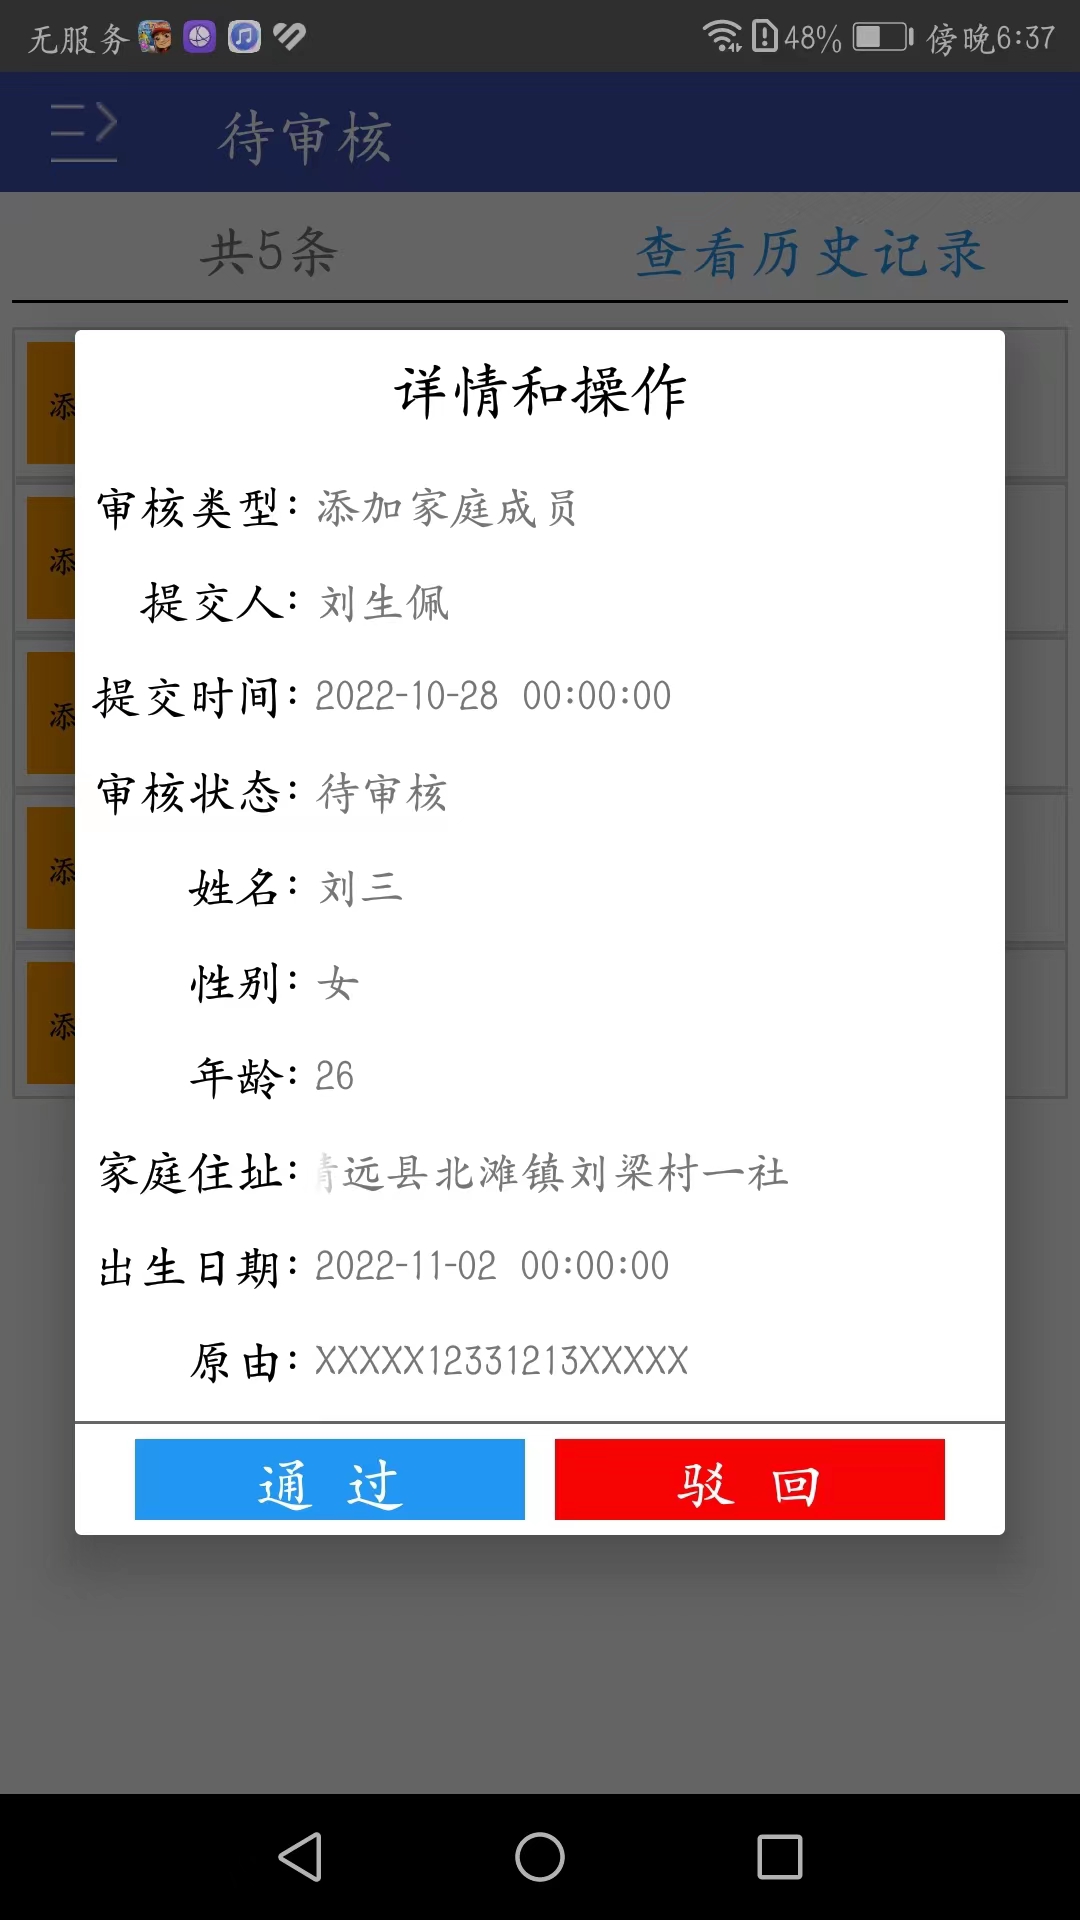 无服务 48% 傍晚6:37
待审核
共5条 查看历史记录
详情和操作
添
审核类型: 添加家庭成员
添
提交人: 刘生佩
提交时间: 2022-10-28 00:00:00
添
审核状态: 待审核
添
姓名: 刘三
性别: 女
添
年龄: 26
家庭住址: 远县北滩镇刘梁村一社
出生日期: 2022-11-02 00:00:00
原由: XXXXX12331213XXXXX
通 过 驳 回